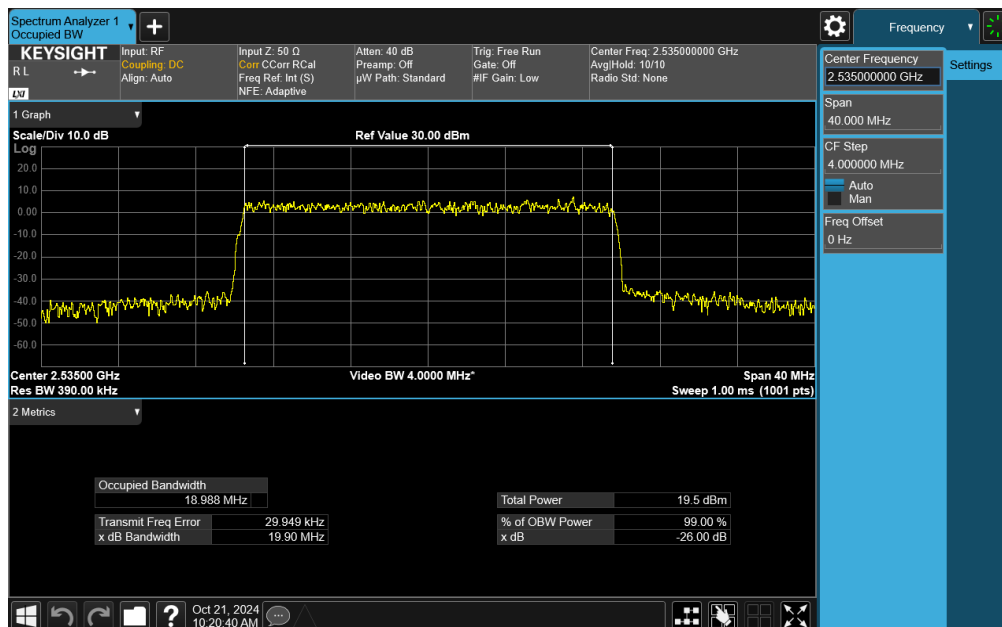 Spectrum Analyzer 1
Occupied BW
▼
+
Frequency ▼
KEYSIGHT
R L
LXI
Input: RF
Coupling: DC
Align: Auto
Input Z: 50 Ω
Corr CCorr RCal
Freq Ref: Int (S)
NFE: Adaptive
Atten: 40 dB
Preamp: Off
µW Path: Standard
Trig: Free Run
Gate: Off
#IF Gain: Low
Center Freq: 2.535000000 GHz
Avg|Hold: 10/10
Radio Std: None
Center Frequency
2.535000000 GHz
Settings
Span
40.000 MHz
CF Step
4.000000 MHz
Auto
Man
Freq Offset
0 Hz
1 Graph ▼
Scale/Div 10.0 dB
Ref Value 30.00 dBm
Log
20.0
10.0
0.00
-10.0
-20.0
-30.0
-40.0
-50.0
-60.0
Center 2.53500 GHz
Video BW 4.0000 MHz*
Span 40 MHz
Res BW 390.00 kHz
Sweep 1.00 ms (1001 pts)
2 Metrics ▼
Occupied Bandwidth
18.988 MHz
Total Power 19.5 dBm
Transmit Freq Error 29.949 kHz
% of OBW Power 99.00 %
x dB Bandwidth 19.90 MHz
x dB -26.00 dB
?
Oct 21, 2024
10:20:40 AM